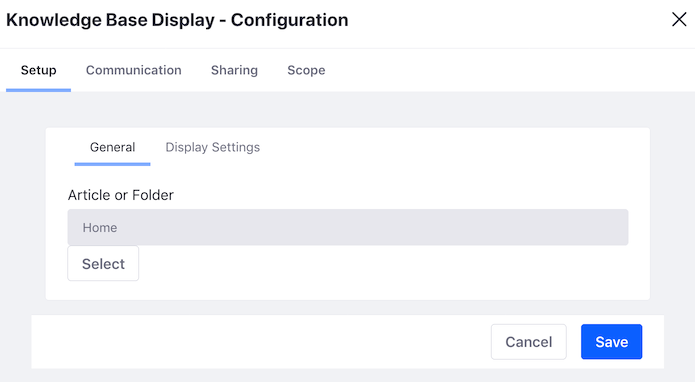 Knowledge Base Display - Configuration
Setup Communication Sharing Scope
General Display Settings
Article or Folder
Home
Select
Cancel Save